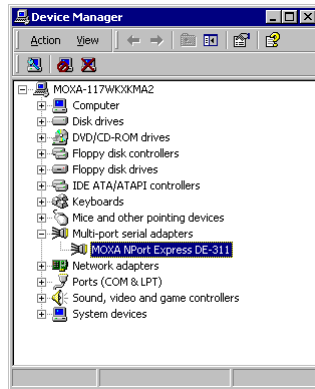 Device Manager
Action View
MOXA-117WKXKMA2
Computer
Disk drives
DVD/CD-ROM drives
Floppy disk controllers
Floppy disk drives
IDE ATA/ATAPI controllers
Keyboards
Mice and other pointing devices
Multi-port serial adapters
MOXA NPort Express DE-311
Network adapters
Ports (COM & LPT)
Sound, video and game controllers
System devices